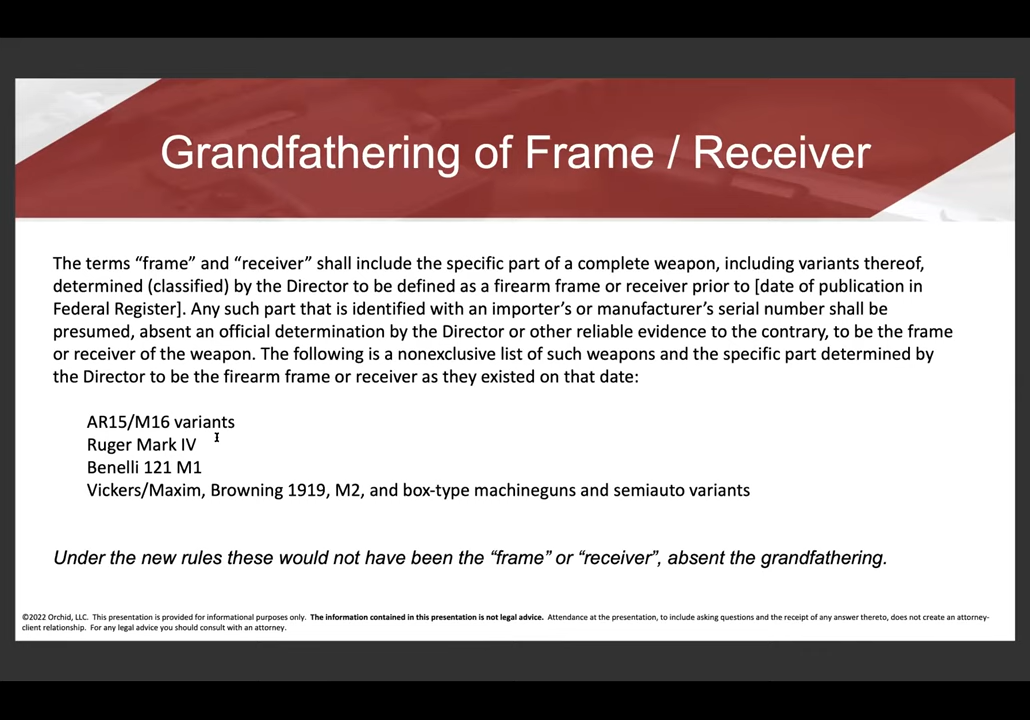 Grandfathering of Frame / Receiver
The terms “frame” and “receiver” shall include the specific part of a complete weapon, including variants thereof,
determined (classified) by the Director to be defined as a firearm frame or receiver prior to [date of publication in
Federal Register]. Any such part that is identified with an importer’s or manufacturer’s serial number shall be
presumed, absent an official determination by the Director or other reliable evidence to the contrary, to be the frame
or receiver of the weapon. The following is a nonexclusive list of such weapons and the specific part determined by
the Director to be the firearm frame or receiver as they existed on that date:
AR15/M16 variants
Ruger Mark IV
Benelli 121 M1
Vickers/Maxim, Browning 1919, M2, and box-type machineguns and semiauto variants
Under the new rules these would not have been the “frame” or “receiver”, absent the grandfathering.
©2022 Orchid, LLC. This presentation is provided for informational purposes only. The information contained in this presentation is not legal advice. Attendance at the presentation, to include asking questions and the receipt of any answer thereto, does not create an attorney-
client relationship. For any legal advice you should consult with an attorney.